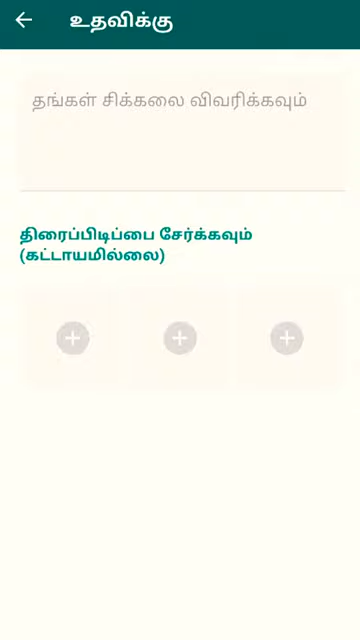 உதவிக்கு
தங்கள் சிக்கலை விவரிக்கவும்
திரைப்பிடிப்பை சேர்க்கவும்
(கட்டாயமில்லை)